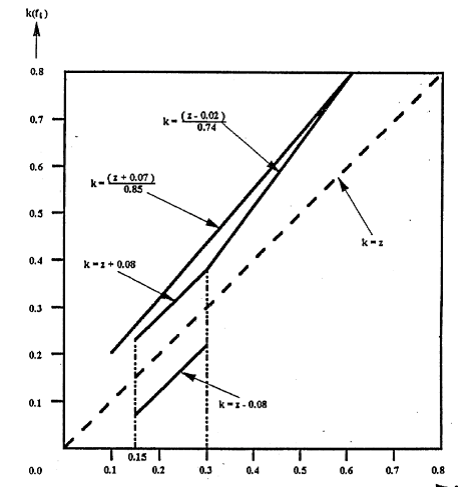 k(f₁)
0.8
0.7
k = (z - 0.02)
0.74
0.6
k = (z + 0.07)
0.85
0.5
k = z
0.4
k = z + 0.08
0.3
0.2
0.1
k = z - 0.08
0.15
0.0
0.1 0.2 0.3 0.4 0.5 0.6 0.7 0.8